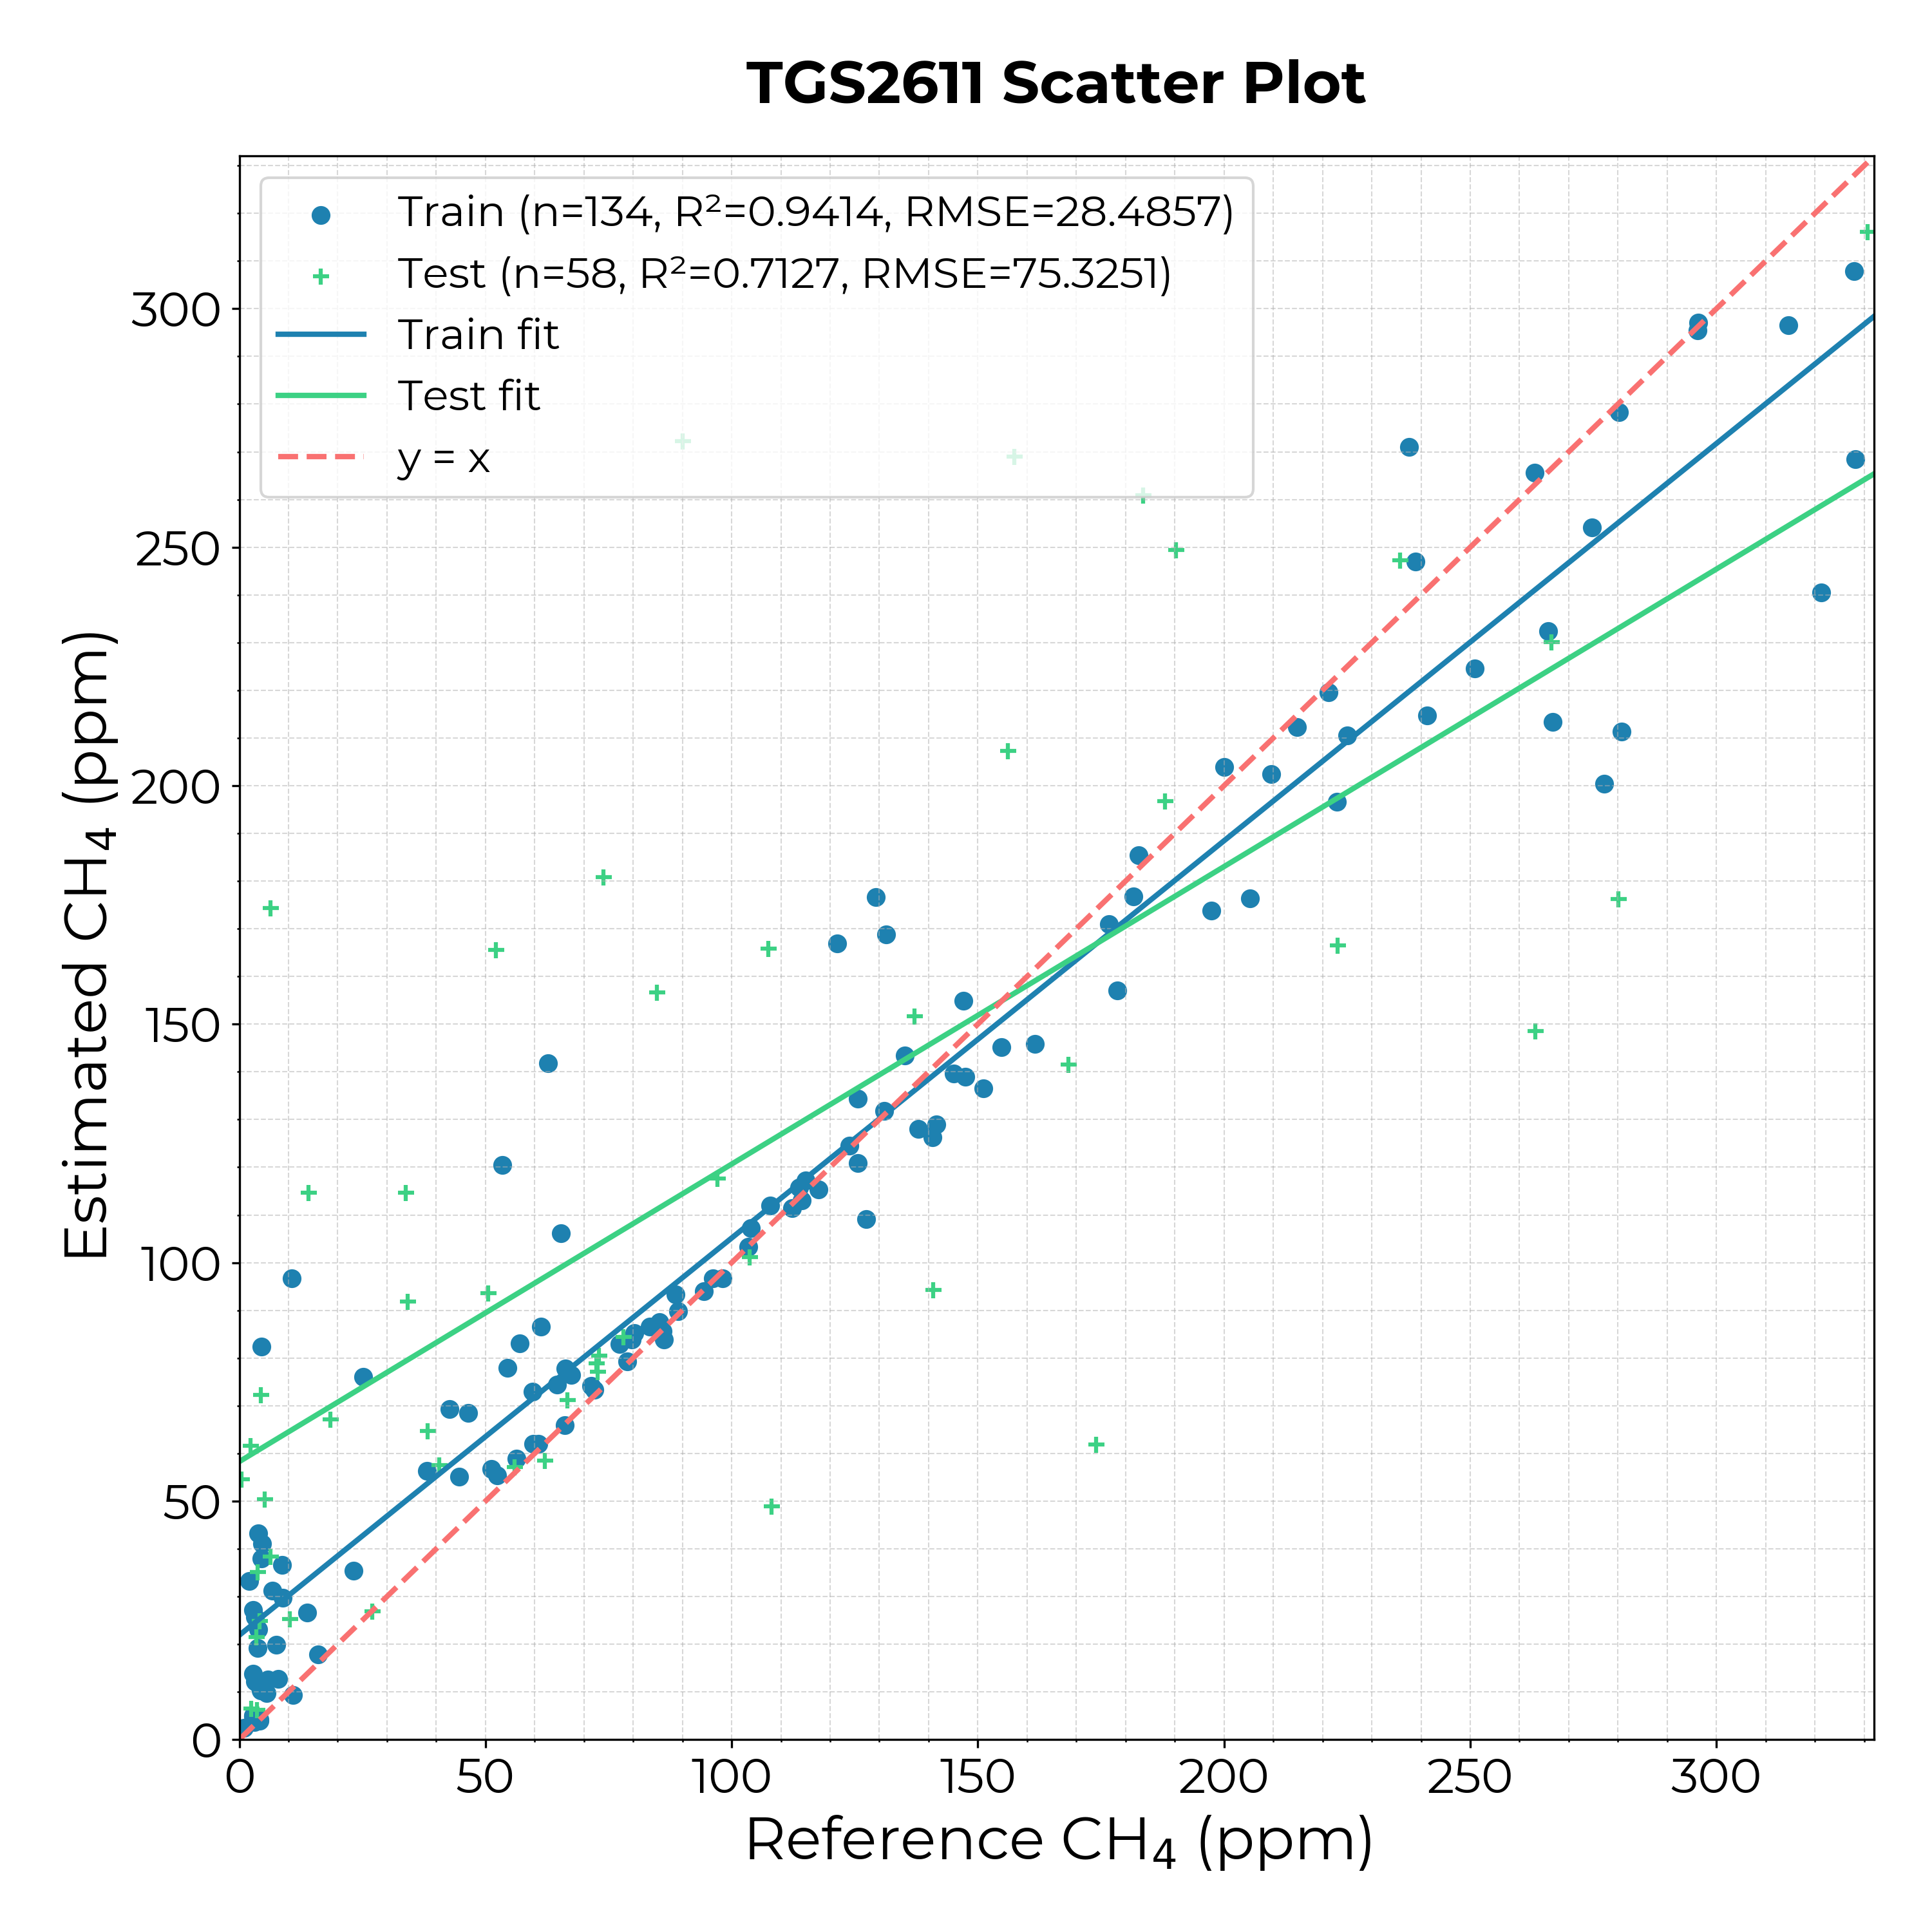 TGS2611 Scatter Plot
Train (n=134, R²=0.9414, RMSE=28.4857)
Test (n=58, R²=0.7127, RMSE=75.3251)
Train fit
Test fit
y = x
Estimated CH₄ (ppm)
300
250
200
150
100
50
0
0 50 100 150 200 250 300
Reference CH₄ (ppm)